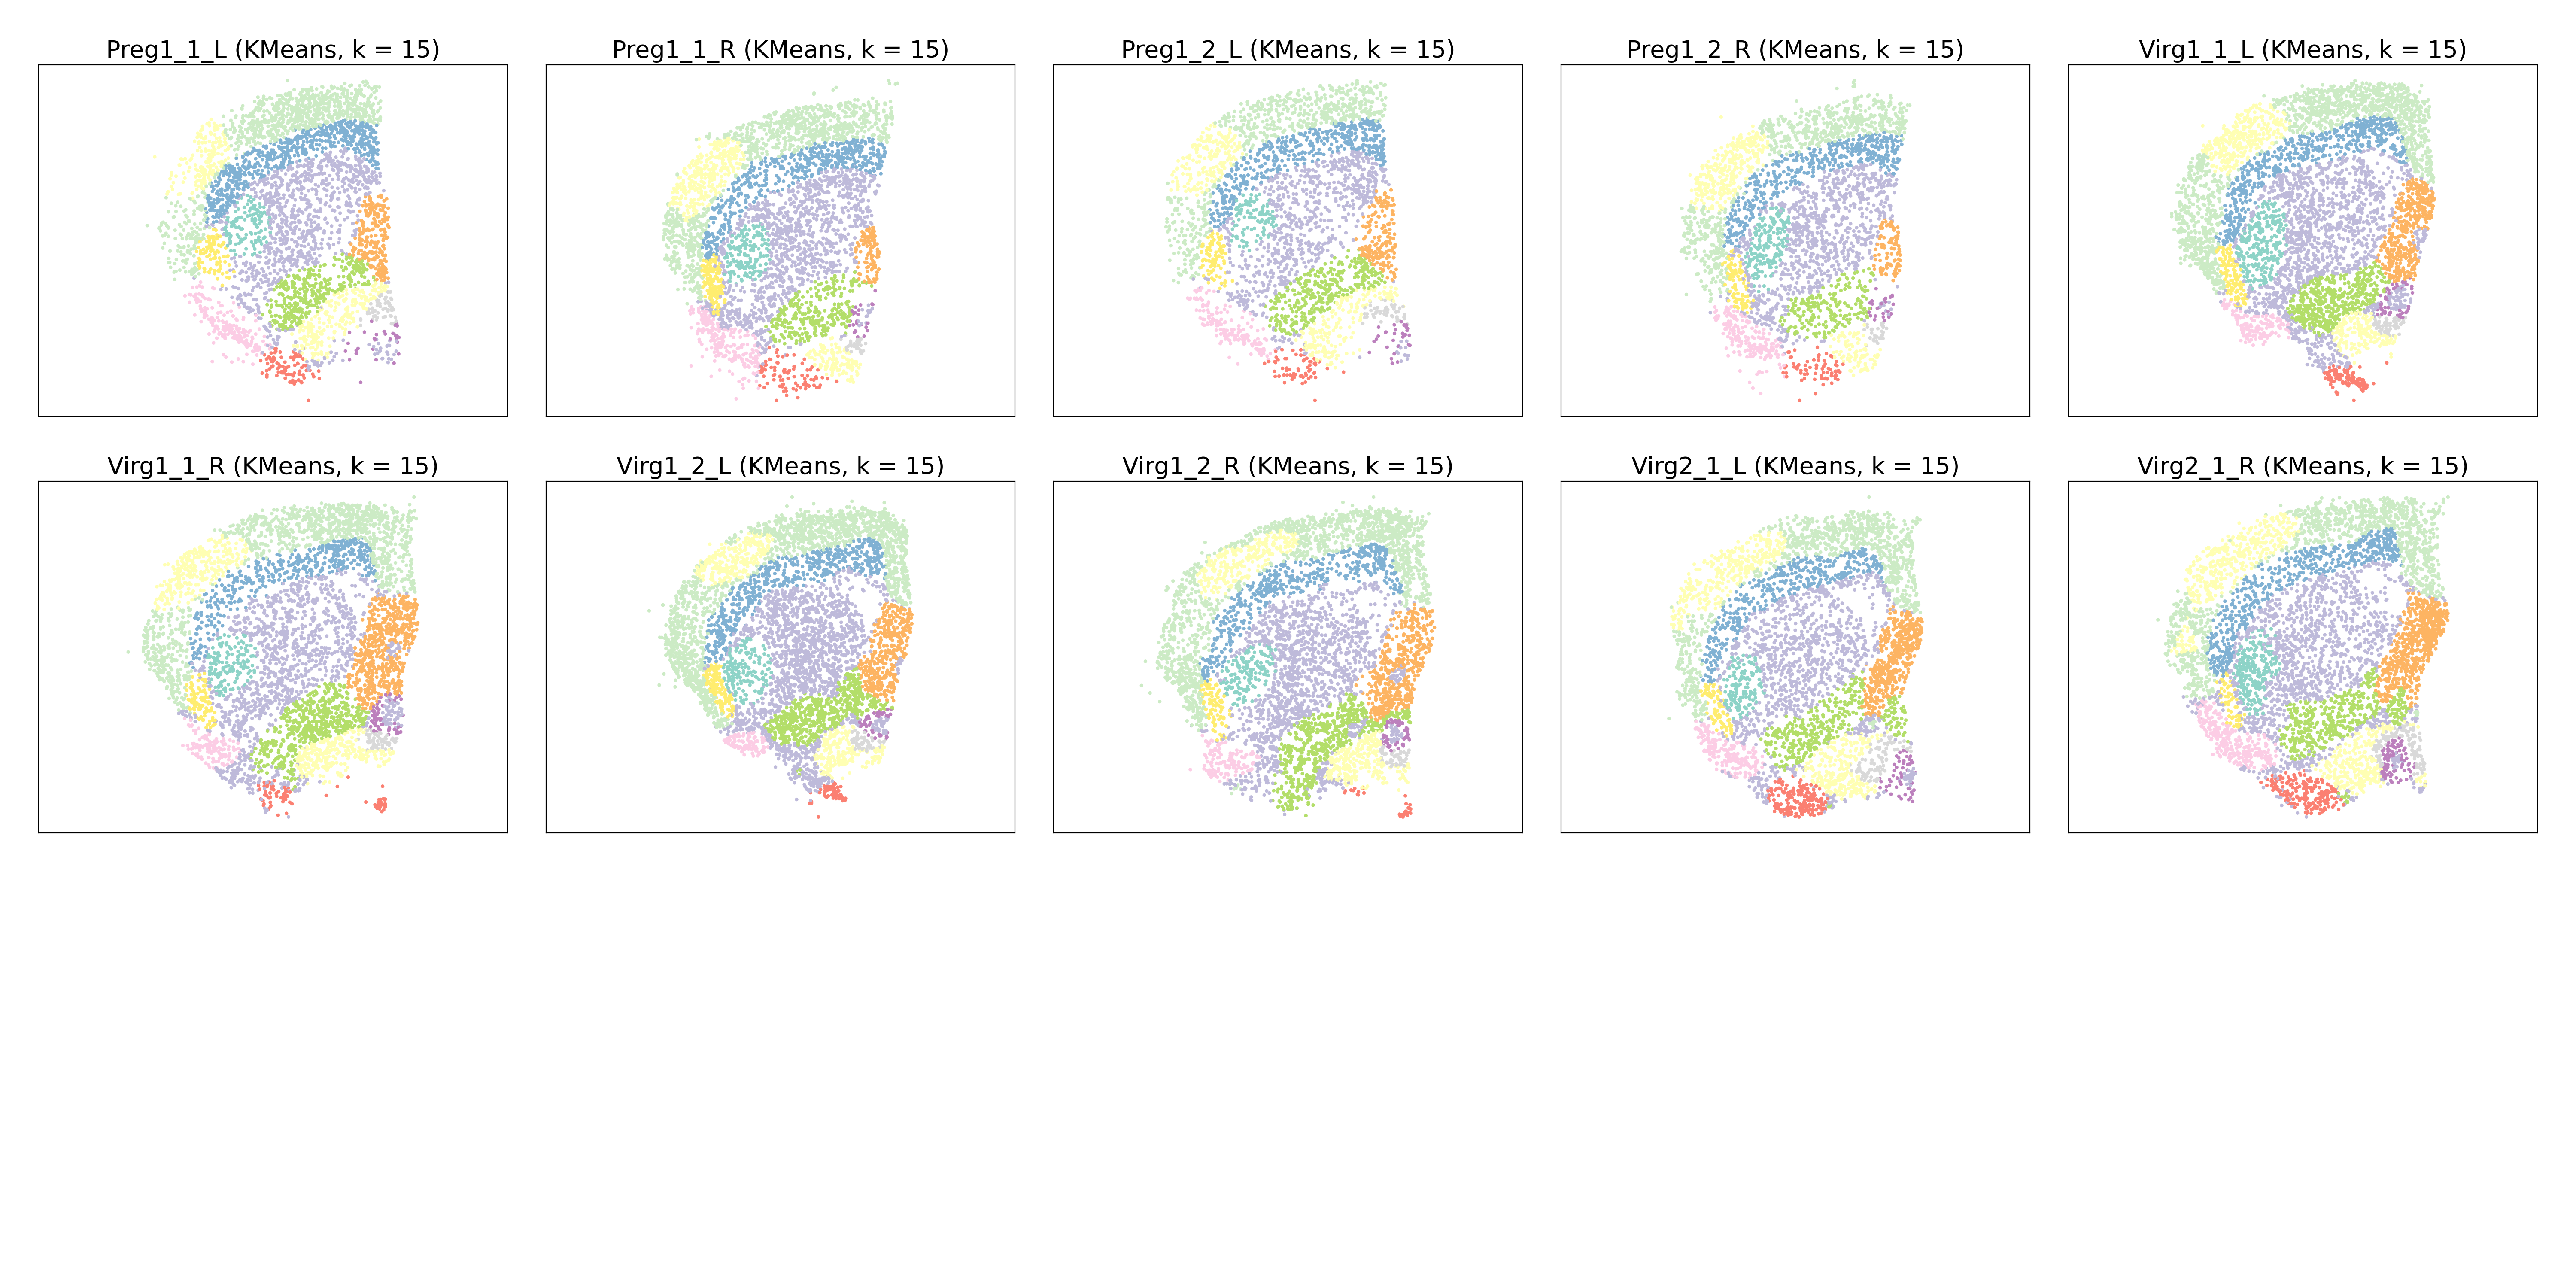 Preg1_1_L (KMeans, k = 15)
Preg1_1_R (KMeans, k = 15)
Preg1_2_L (KMeans, k = 15)
Preg1_2_R (KMeans, k = 15)
Virg1_1_L (KMeans, k = 15)
Virg1_1_R (KMeans, k = 15)
Virg1_2_L (KMeans, k = 15)
Virg1_2_R (KMeans, k = 15)
Virg2_1_L (KMeans, k = 15)
Virg2_1_R (KMeans, k = 15)